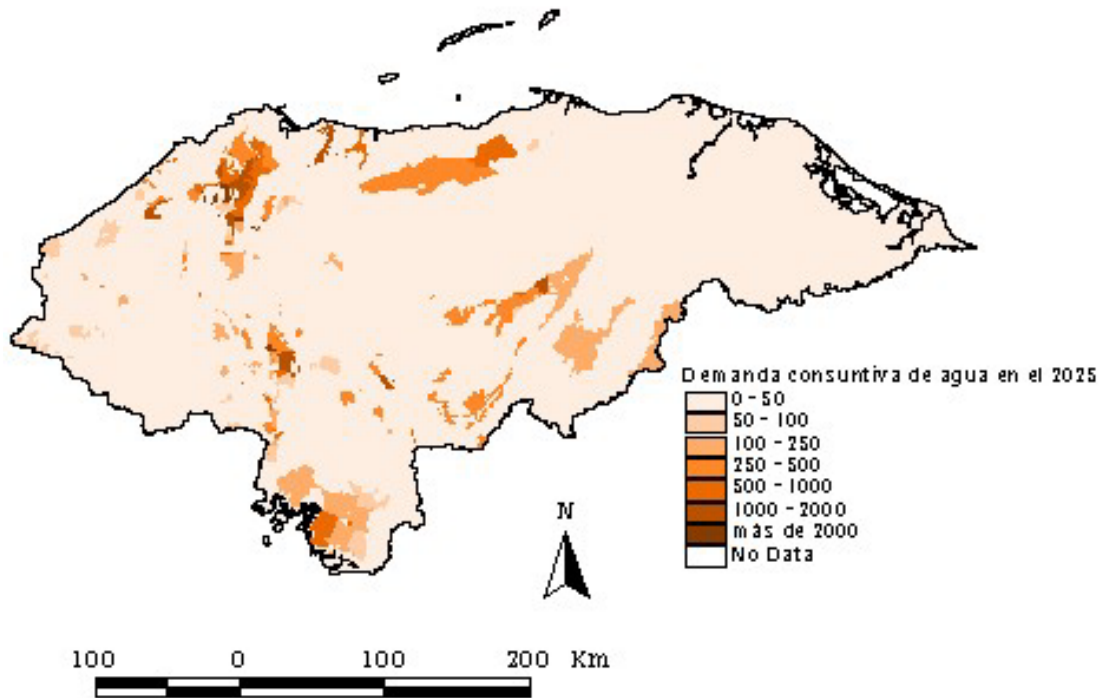 Demanda consuntiva de agua en el 2025
0 - 50
50 - 100
100 - 250
250 - 500
500 - 1000
1000 - 2000
más de 2000
No Data
N
100 0 100 200 Km